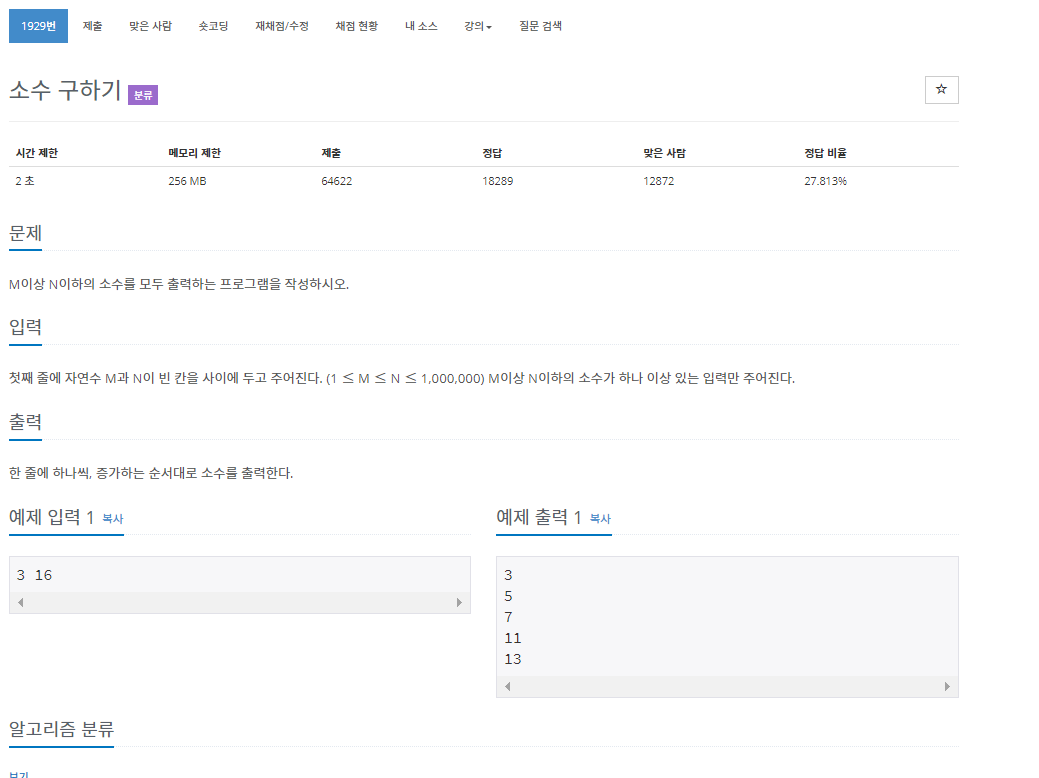 1929번 제출 맞은 사람 숏코딩 재채점/수정 채점 현황 내 소스 강의 질문 검색
소수 구하기 분류
시간 제한 메모리 제한 제출 정답 맞은 사람 정답 비율
2 초 256 MB 64622 18289 12872 27.813%
문제
M이상 N이하의 소수를 모두 출력하는 프로그램을 작성하시오.
입력
첫째 줄에 자연수 M과 N이 빈 칸을 사이에 두고 주어진다. (1 ≤ M ≤ N ≤ 1,000,000) M이상 N이하의 소수가 하나 이상 있는 입력만 주어진다.
출력
한 줄에 하나씩, 증가하는 순서대로 소수를 출력한다.
예제 입력 1 복사
3 16
예제 출력 1 복사
3
5
7
11
13
알고리즘 분류
보기